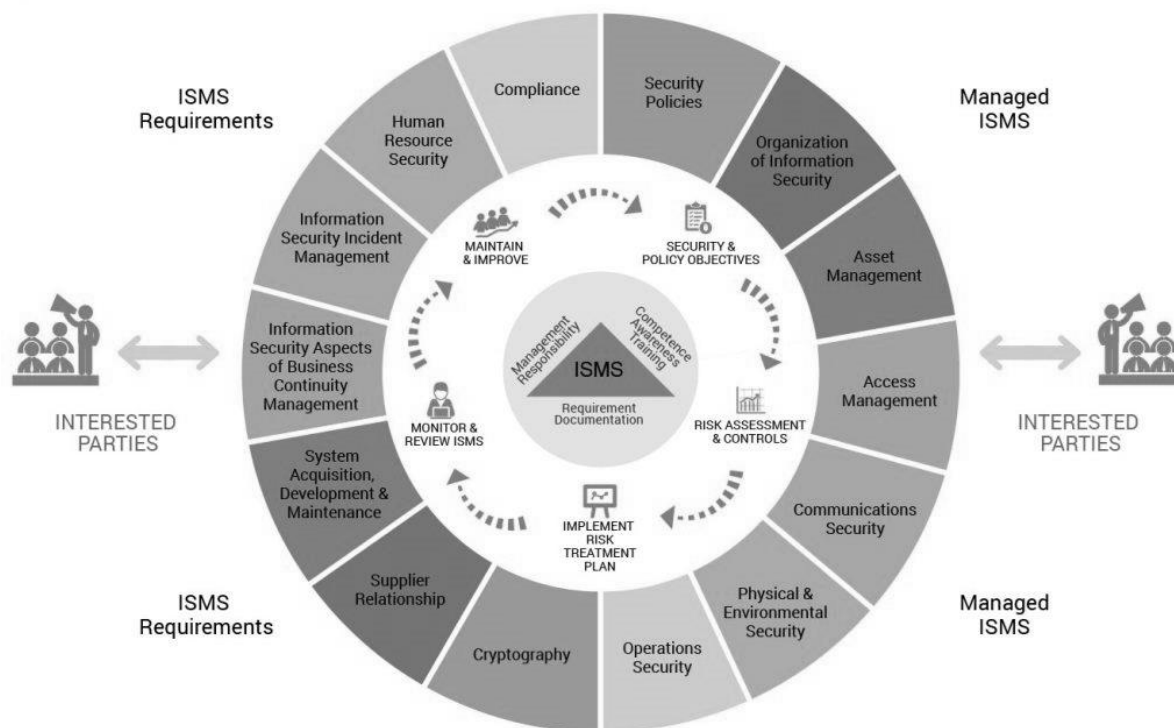 ISMS
Requirements
Managed
ISMS
Compliance
Security
Policies
Human
Resource
Security
Organization
of Information
Security
Information
Security Incident
Management
Asset
Management
Information
Security Aspects
of Business
Continuity
Management
Access
Management
System
Acquisition,
Development &
Maintenance
Communications
Security
Supplier
Relationship
Physical &
Environmental
Security
Cryptography
Operations
Security
MAINTAIN
& IMPROVE
SECURITY &
POLICY OBJECTIVES
MONITOR &
REVIEW ISMS
RISK ASSESSMENT
& CONTROLS
IMPLEMENT
RISK
TREATMENT
PLAN
Management
Responsibility
Competence
Awareness
Training
ISMS
Requirement
Documentation
INTERESTED
PARTIES
INTERESTED
PARTIES
ISMS
Requirements
Managed
ISMS